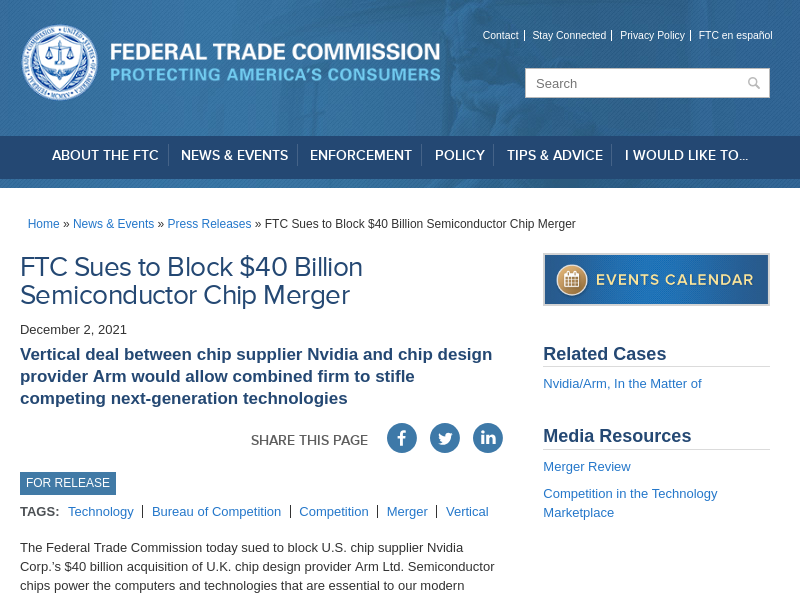 Contact | Stay Connected | Privacy Policy | FTC en español
FEDERAL TRADE COMMISSION
PROTECTING AMERICA'S CONSUMERS
Search
ABOUT THE FTC NEWS & EVENTS ENFORCEMENT POLICY TIPS & ADVICE I WOULD LIKE TO...
Home » News & Events » Press Releases » FTC Sues to Block $40 Billion Semiconductor Chip Merger
FTC Sues to Block $40 Billion
Semiconductor Chip Merger
December 2, 2021
Vertical deal between chip supplier Nvidia and chip design
provider Arm would allow combined firm to stifle
competing next-generation technologies
SHARE THIS PAGE
FOR RELEASE
TAGS: Technology | Bureau of Competition | Competition | Merger | Vertical
The Federal Trade Commission today sued to block U.S. chip supplier Nvidia
Corp.'s $40 billion acquisition of U.K. chip design provider Arm Ltd. Semiconductor
chips power the computers and technologies that are essential to our modern
EVENTS CALENDAR
Related Cases
Nvidia/Arm, In the Matter of
Media Resources
Merger Review
Competition in the Technology
Marketplace